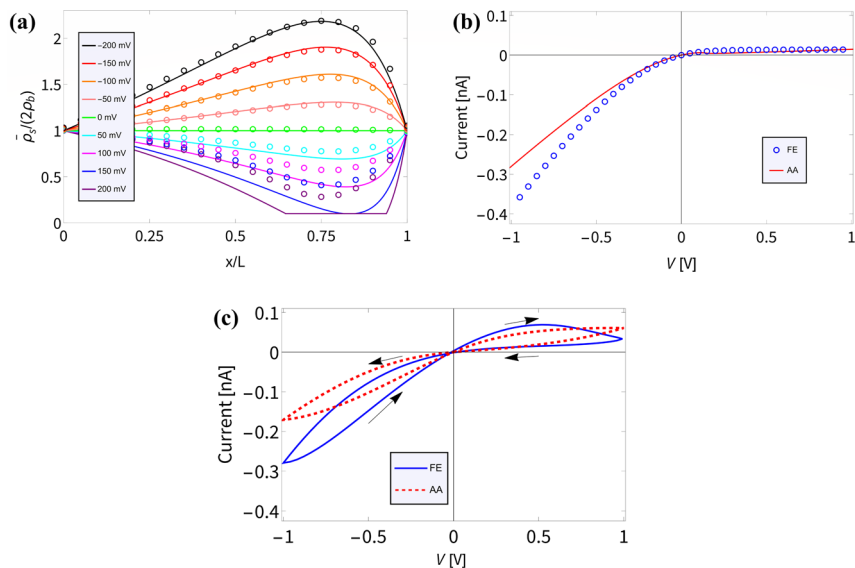 (a)
2
1.5
1
0.5
0
ρ̄s/(2ρb)
−200 mV
−150 mV
−100 mV
−50 mV
0 mV
50 mV
100 mV
150 mV
200 mV
0 0.25 0.5 0.75 1
x/L
(b)
0.1
0
−0.1
−0.2
−0.3
−0.4
Current [nA]
FE
AA
−1 −0.5 0 0.5 1
V [V]
(c)
0.1
0
−0.1
−0.2
−0.3
−0.4
Current [nA]
FE
AA
−1 −0.5 0 0.5 1
V [V]